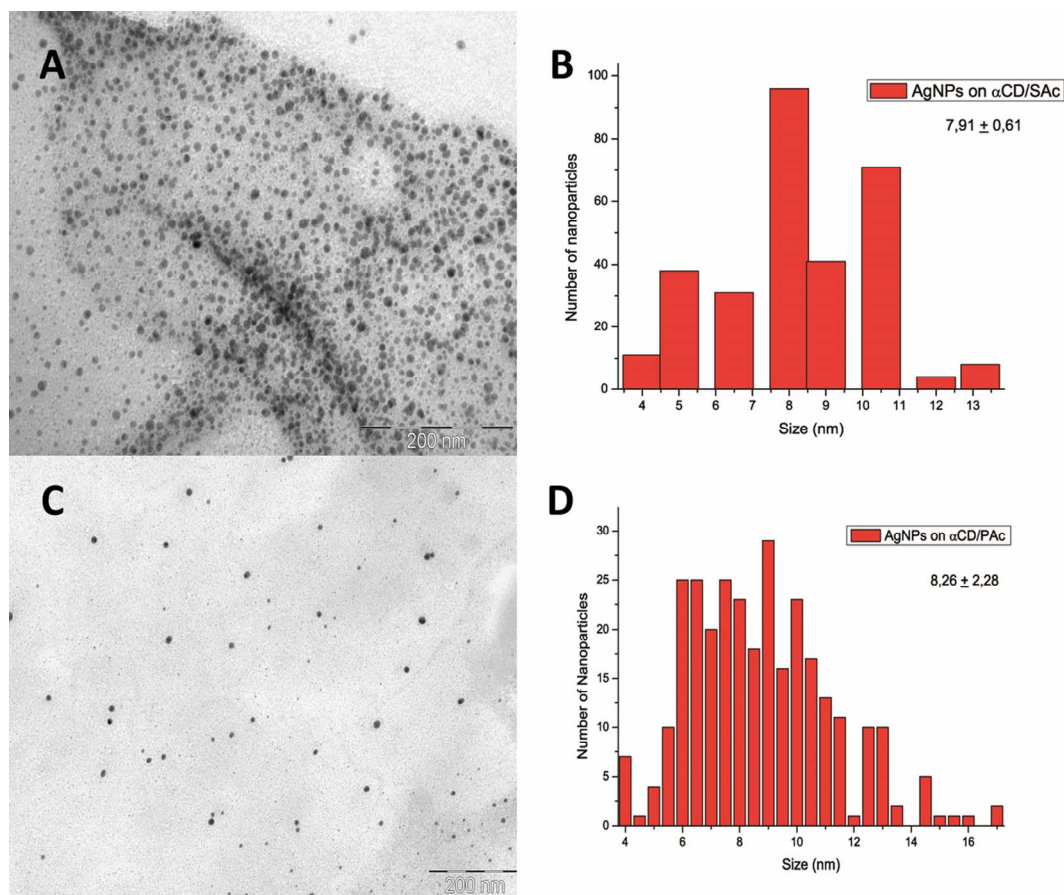 A
200 nm
B
AgNPs on αCD/SAc
7,91 ± 0,61
Number of nanoparticles
100
80
60
40
20
0
4 5 6 7 8 9 10 11 12 13
Size (nm)
C
200 nm
D
AgNPs on αCD/PAc
8,26 ± 2,28
Number of Nanoparticles
30
25
20
15
10
5
0
4 6 8 10 12 14 16
Size (nm)